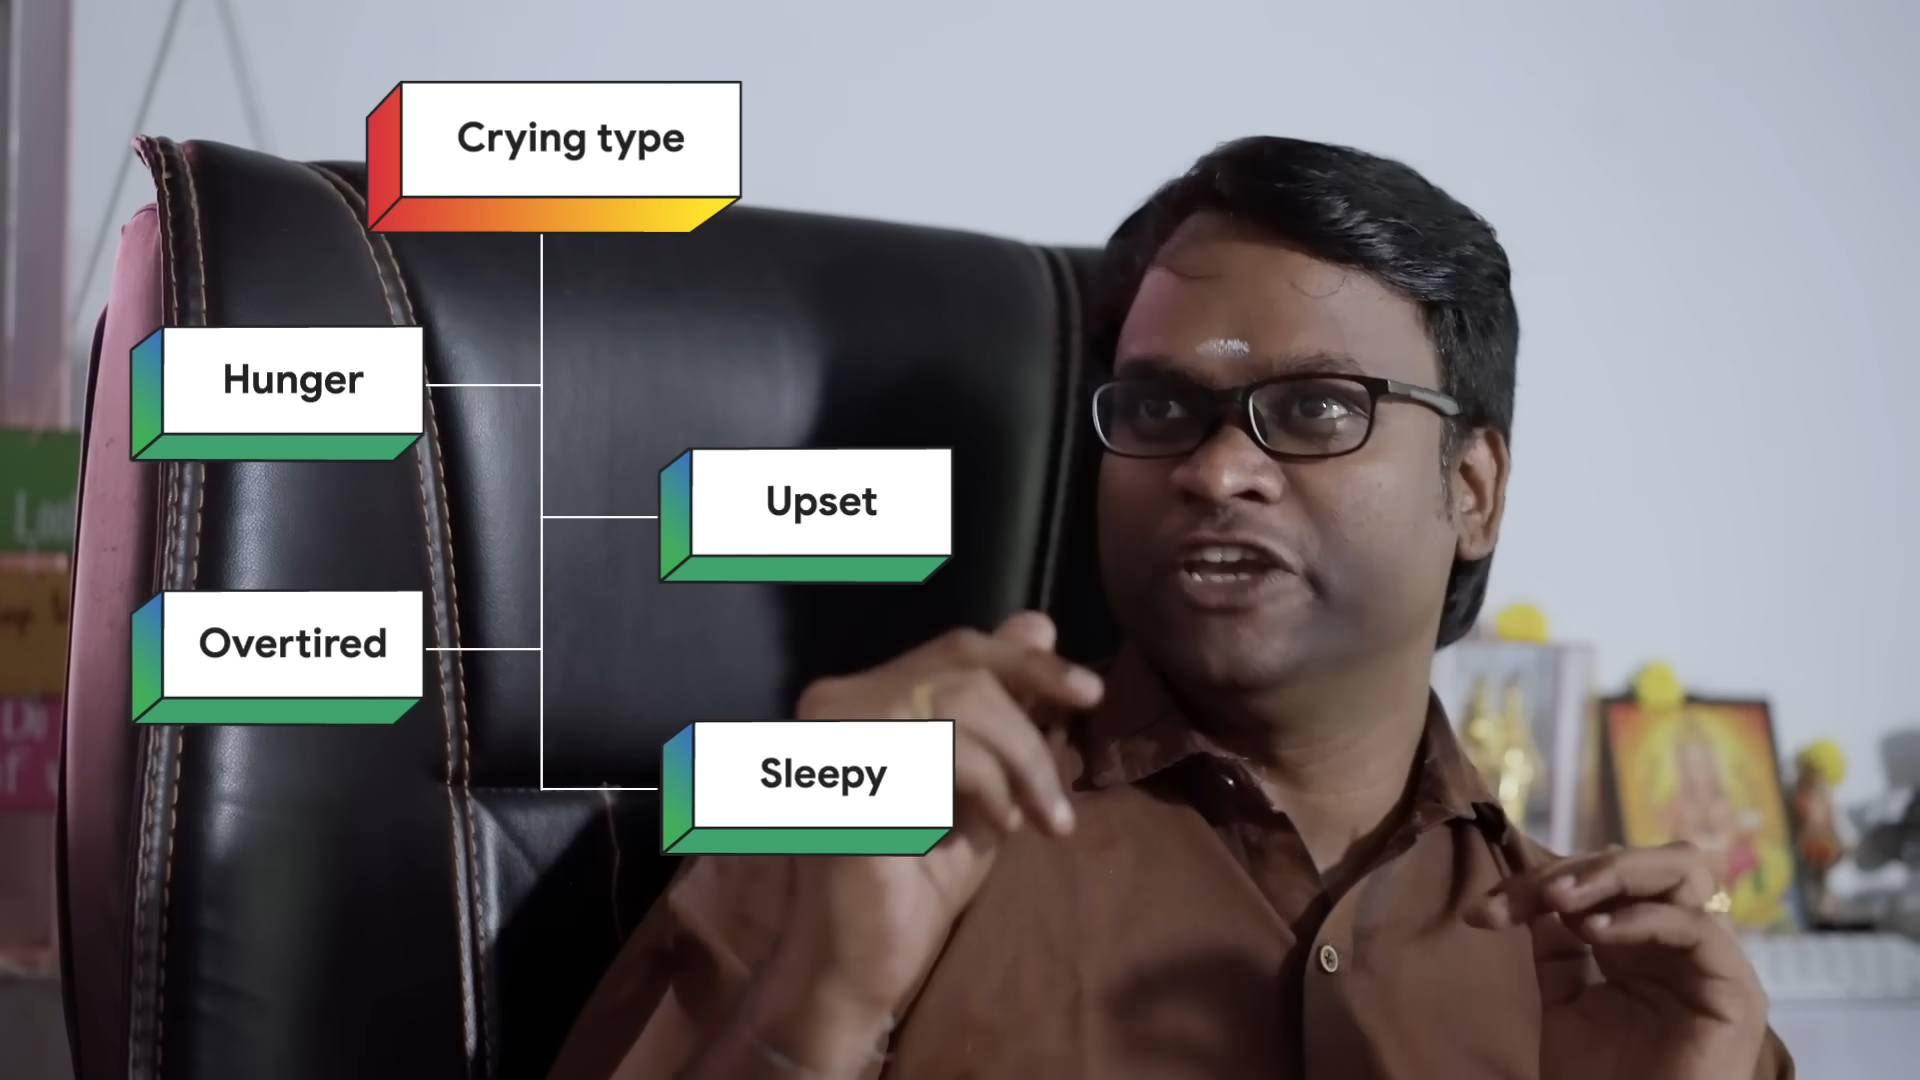 Crying type
Hunger
Upset
Overtired
Sleepy